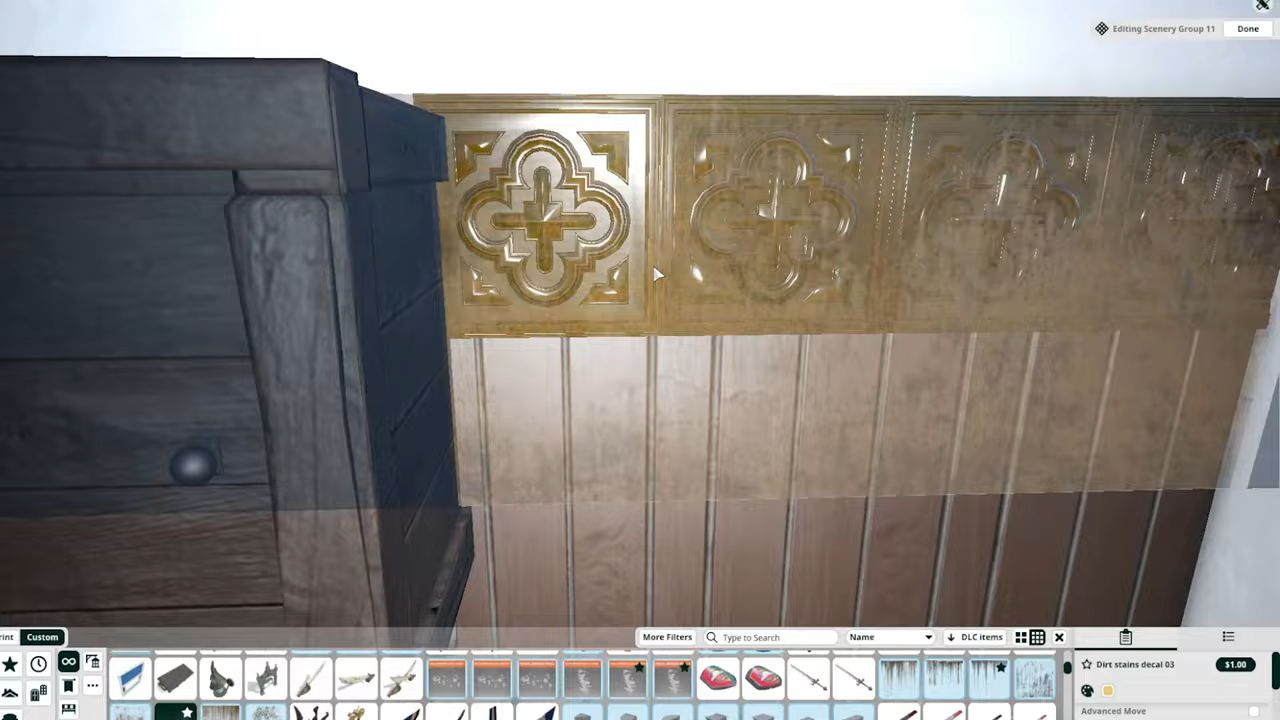 Editing Scenery Group 11
Done
Custom
More Filters
Type to Search
Name
DLC items
Dirt stains decal 03
$1.00
Advanced Move